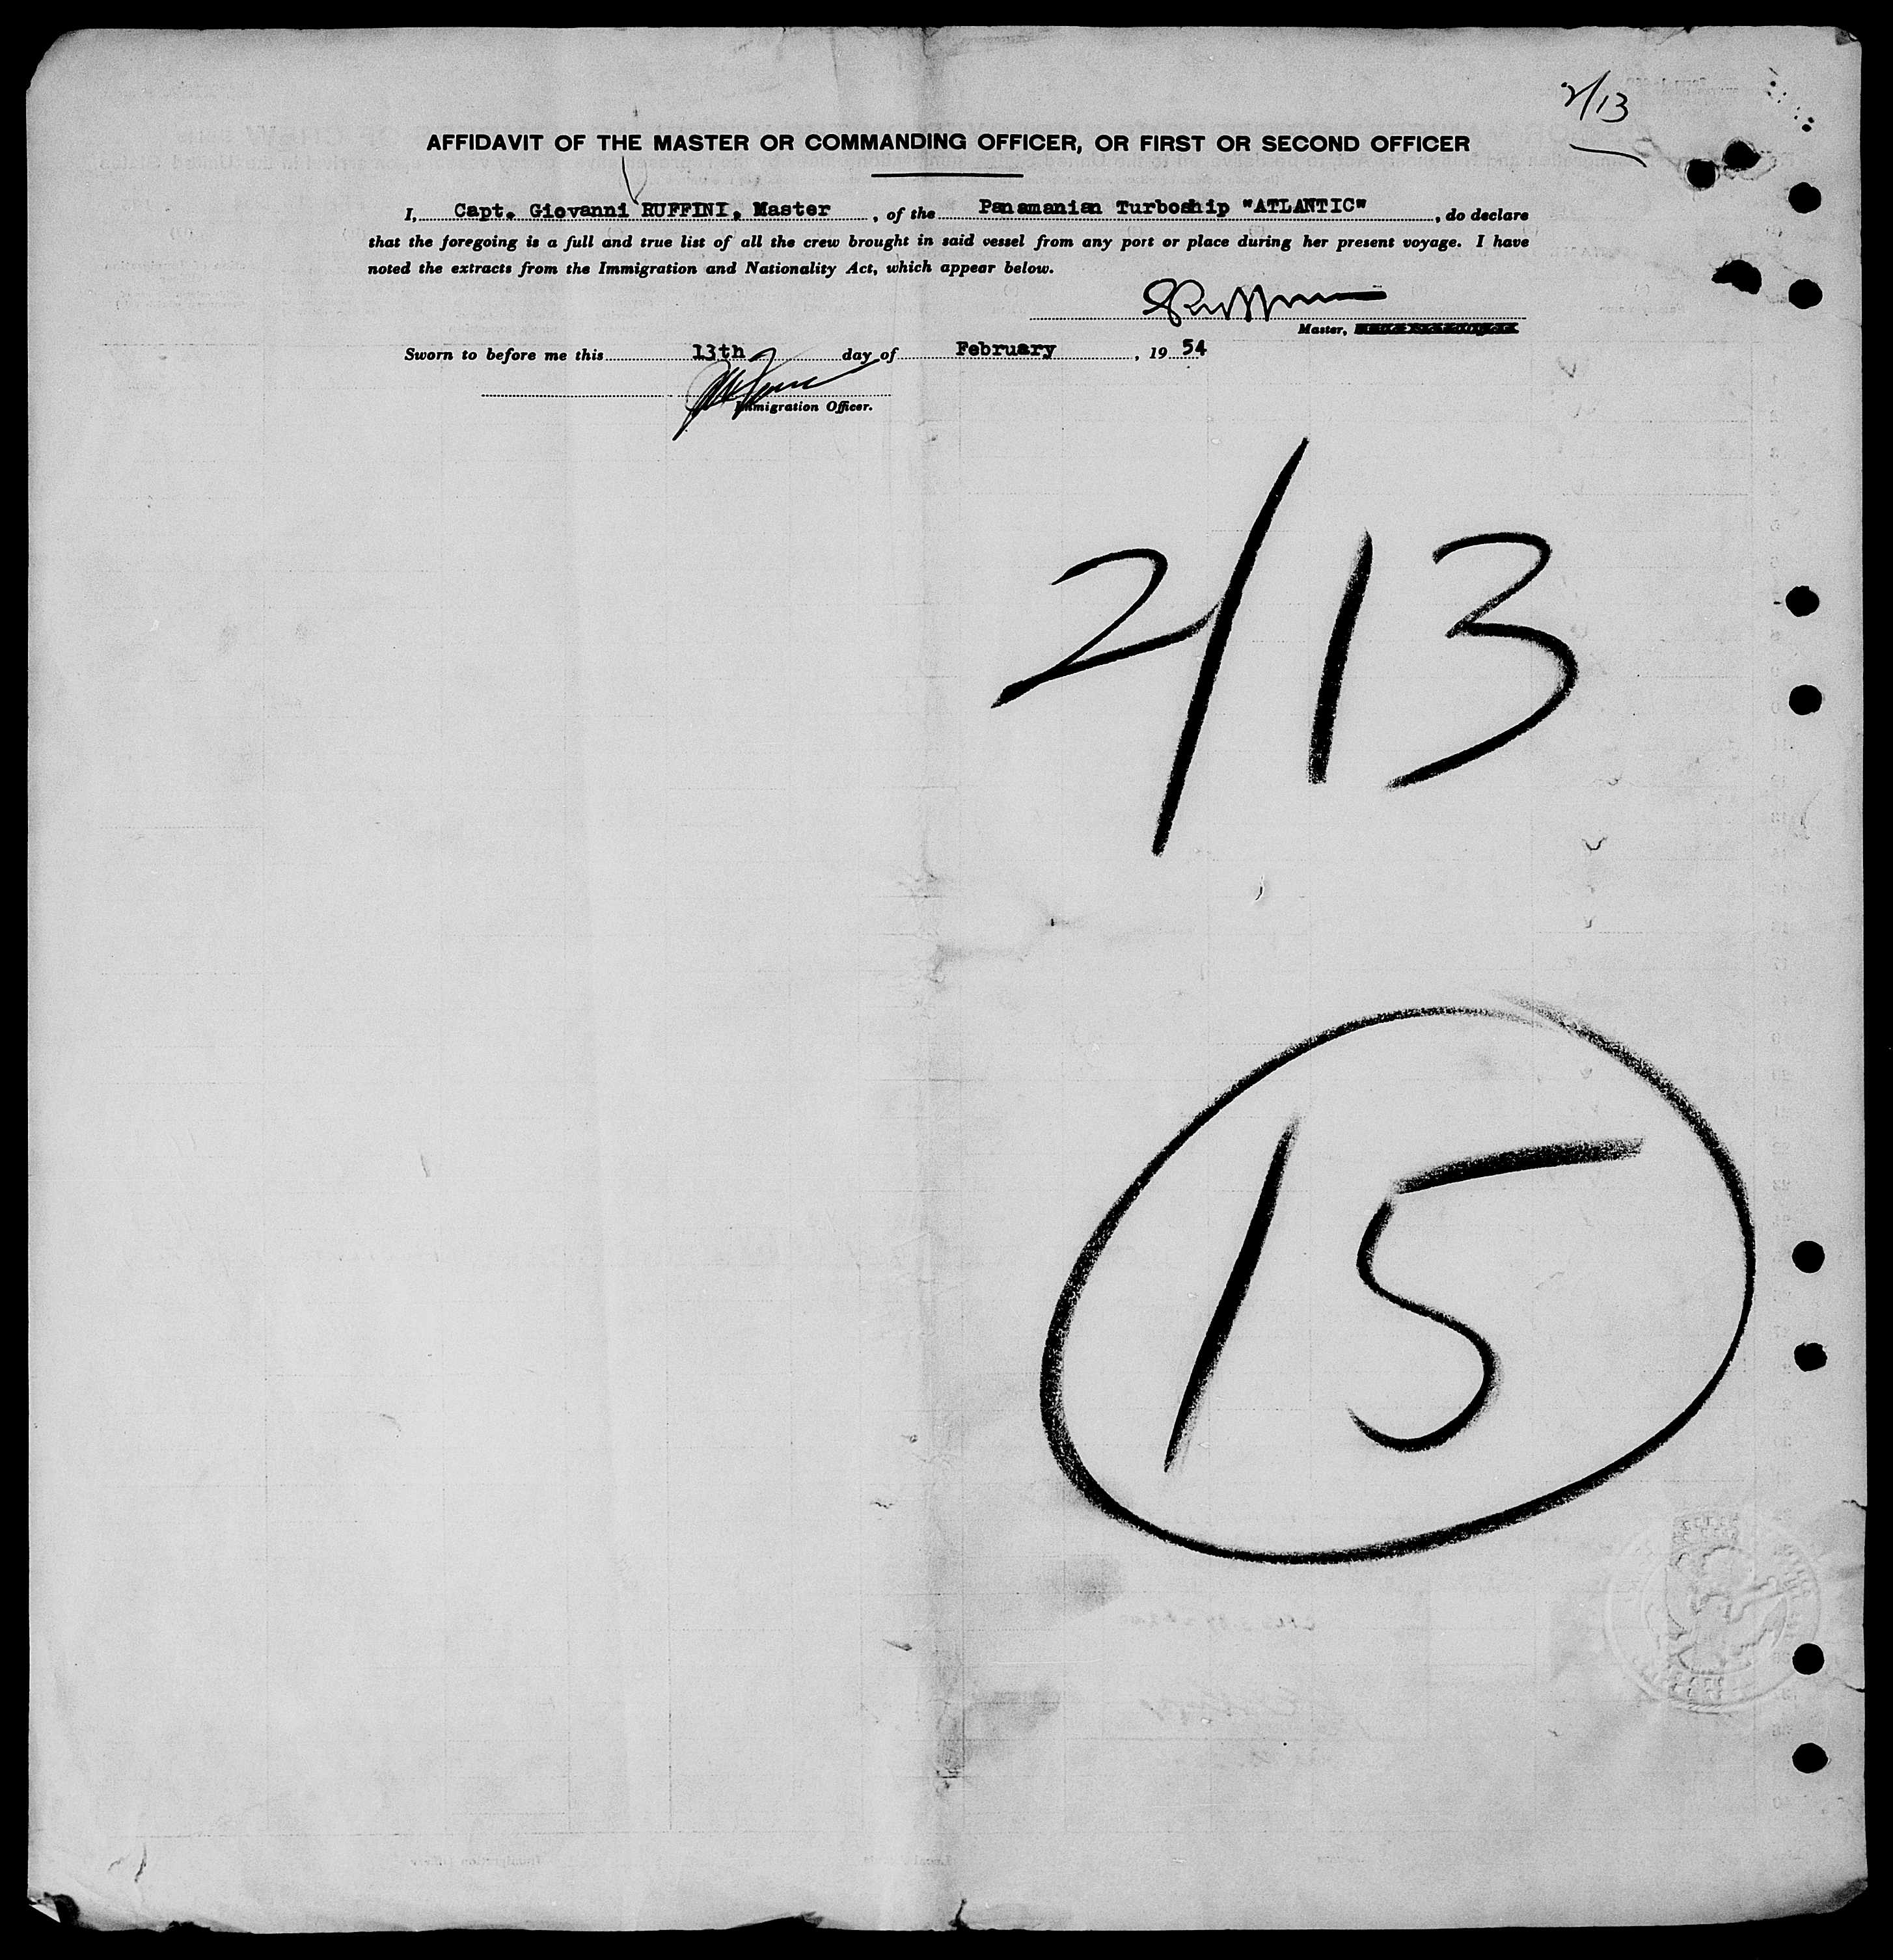 2/13
AFFIDAVIT OF THE MASTER OR COMMANDING OFFICER, OR FIRST OR SECOND OFFICER
I, Capt. Giovanni RUFFINI, Master, of the Panamanian Turboship "ATLANTIC", do declare
that the foregoing is a full and true list of all the crew brought in said vessel from any port or place during her present voyage. I have
noted the extracts from the Immigration and Nationality Act, which appear below.
Master,
Sworn to before me this 13th day of February, 19 54
Immigration Officer.
2/13
15